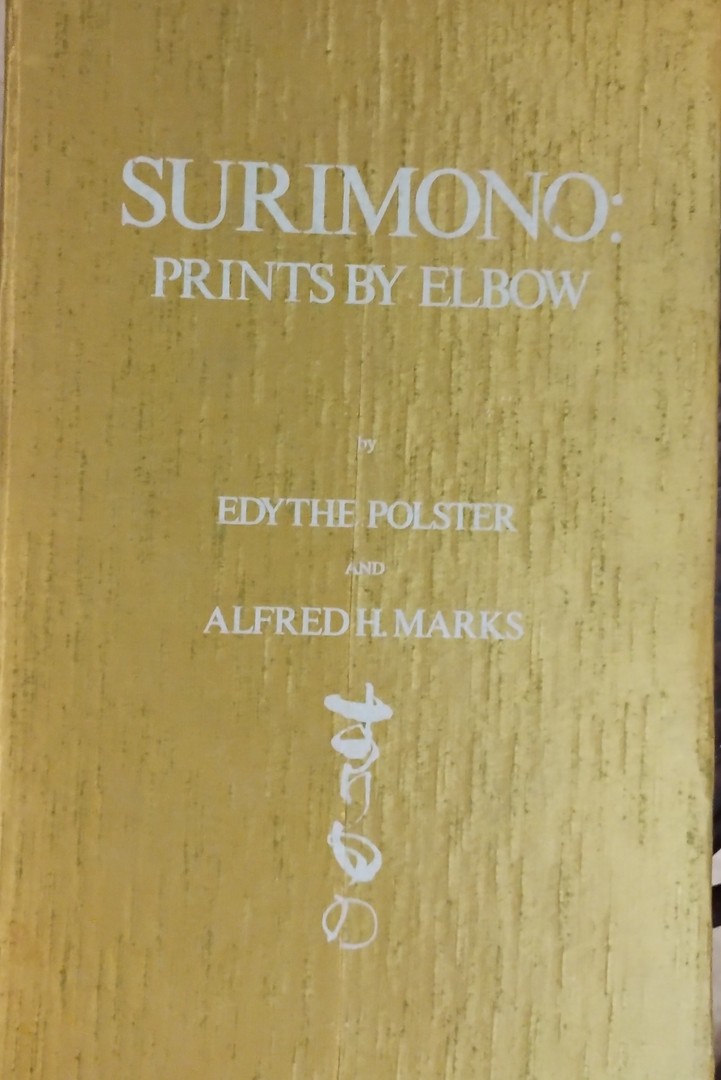 SURIMONO:
PRINTS BY ELBOW
by
EDYTHE POLSTER
AND
ALFRED H. MARKS